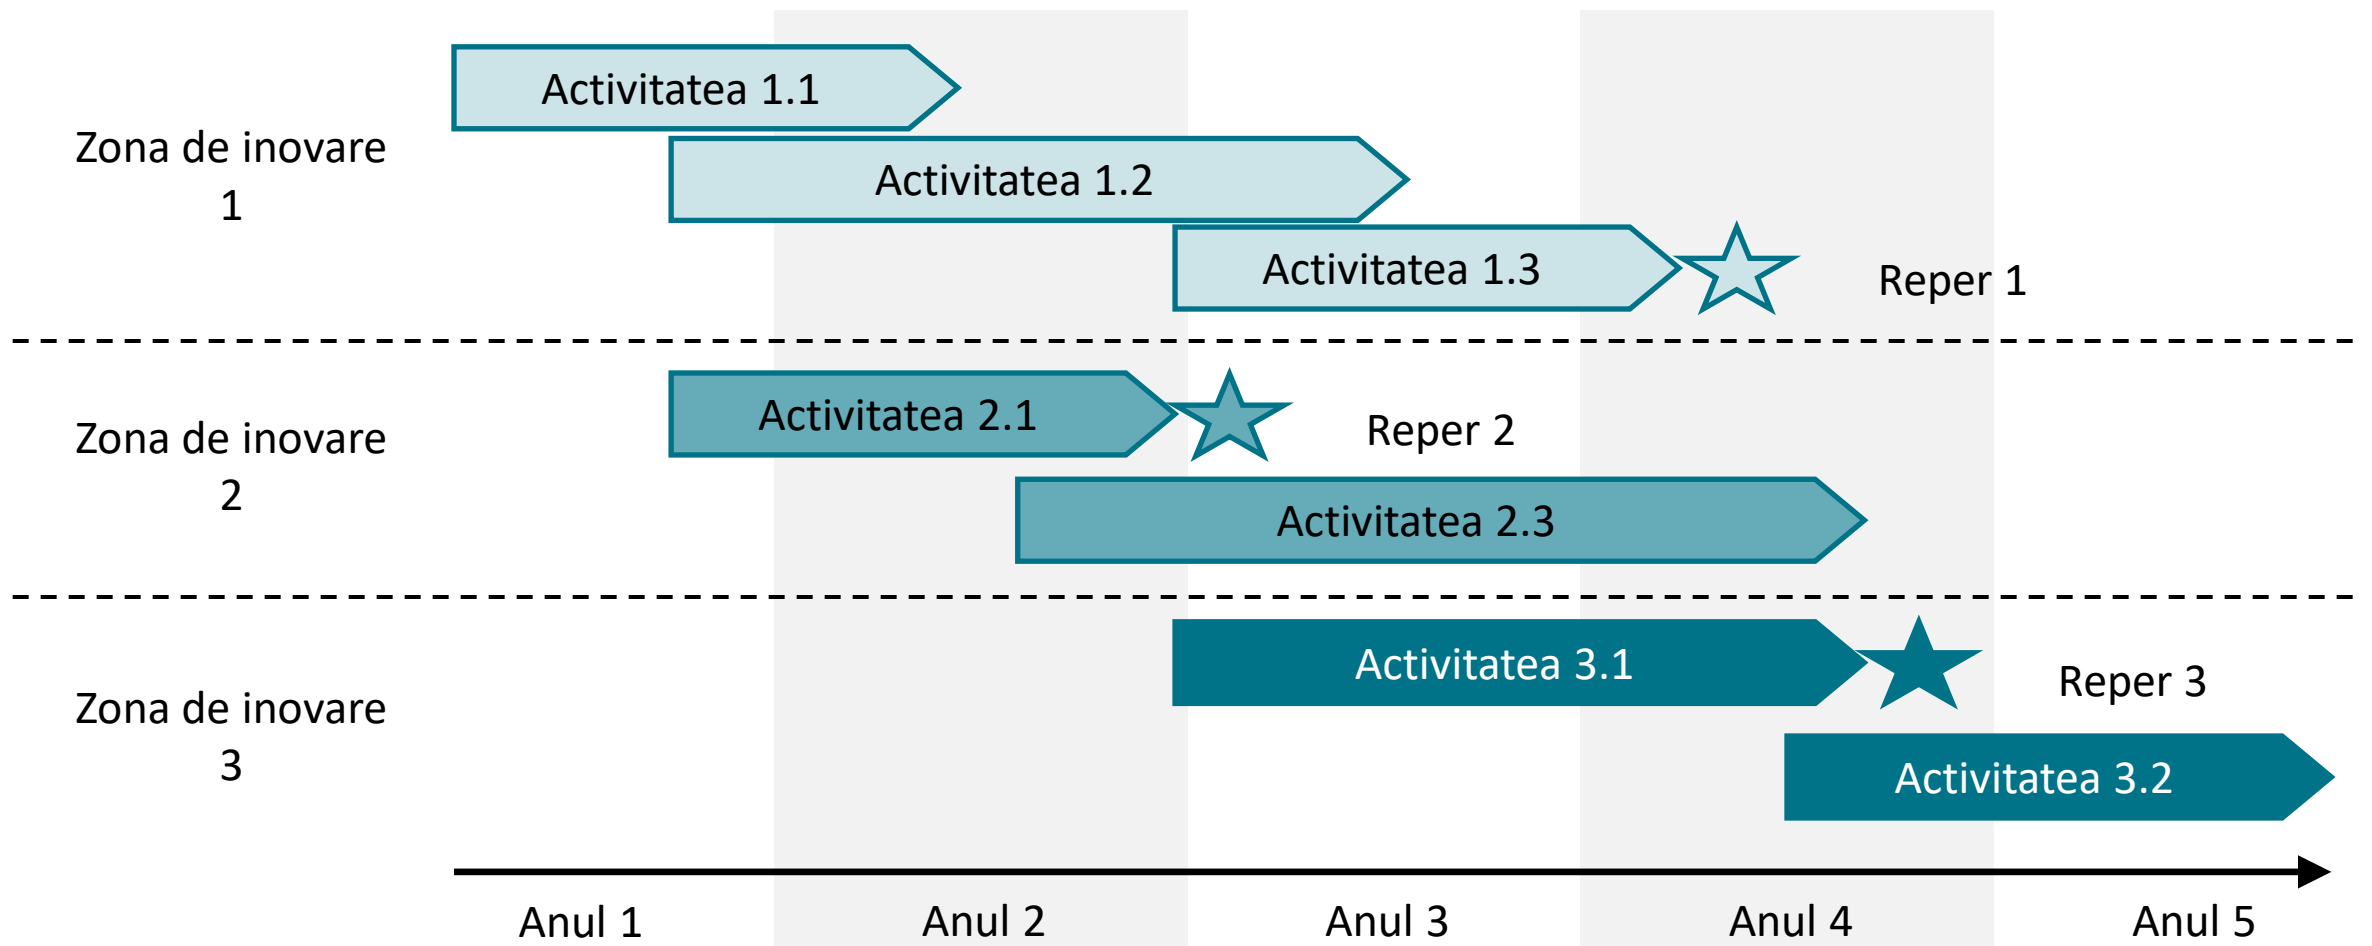 Zona de inovare
1
Activitatea 1.1
Activitatea 1.2
Activitatea 1.3
Reper 1
Zona de inovare
2
Activitatea 2.1
Reper 2
Activitatea 2.3
Zona de inovare
3
Activitatea 3.1
Reper 3
Activitatea 3.2
Anul 1
Anul 2
Anul 3
Anul 4
Anul 5